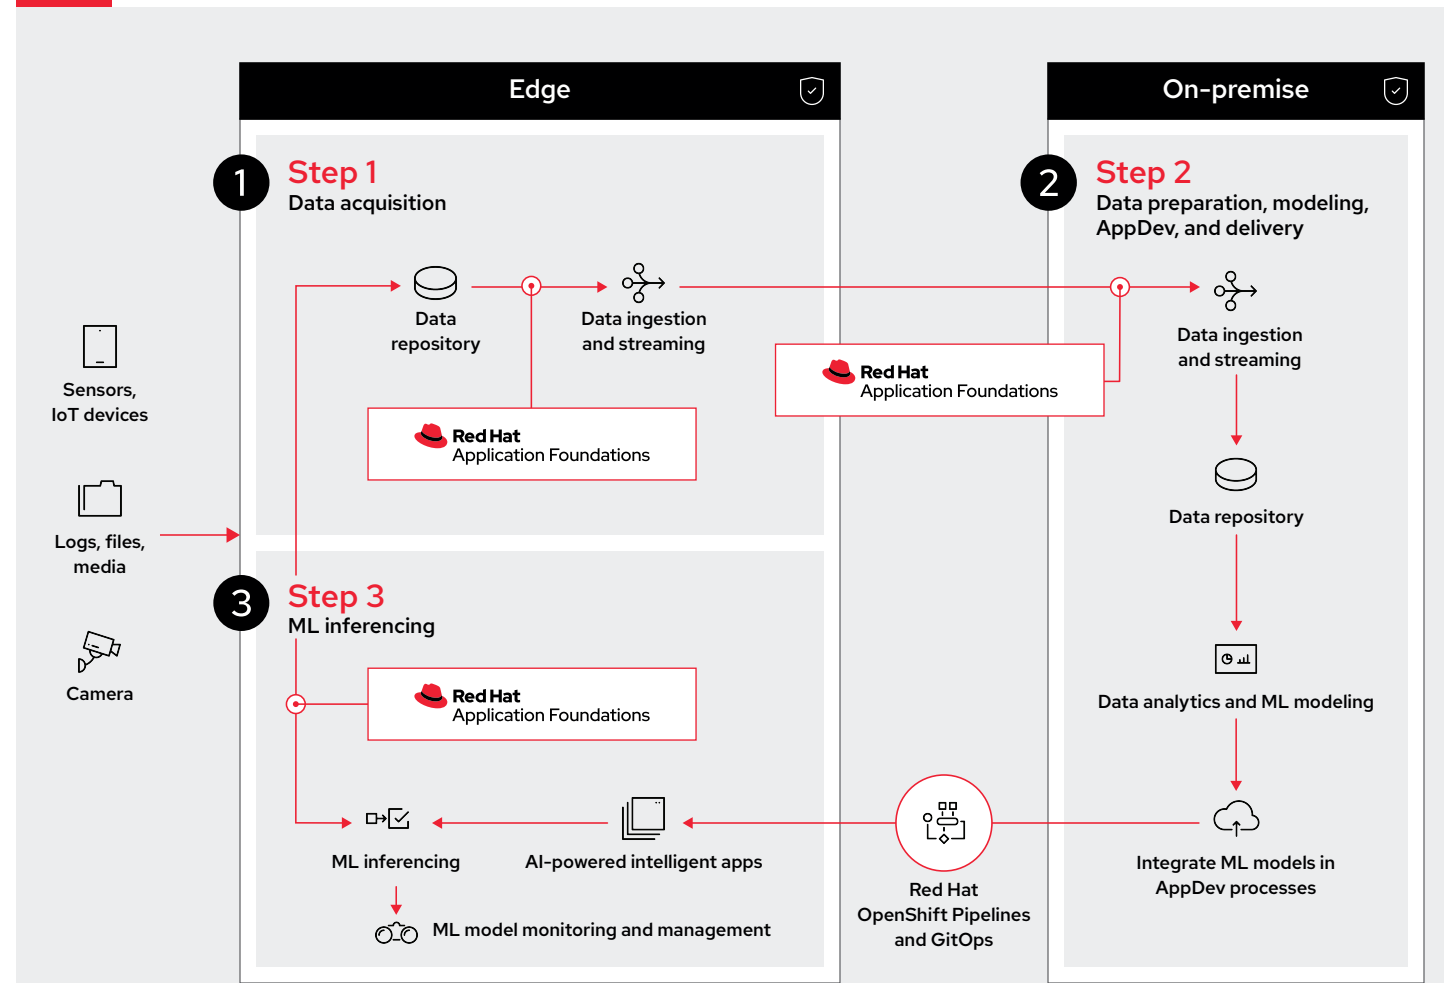 Edge
On-premise
1
Step 1
Data acquisition
2
Step 2
Data preparation, modeling,
AppDev, and delivery
Data
repository
Data ingestion
and streaming
Data ingestion
and streaming
Sensors,
IoT devices
Red Hat
Application Foundations
Red Hat
Application Foundations
Logs, files,
media
Data repository
3
Step 3
ML inferencing
Camera
Red Hat
Application Foundations
Data analytics and ML modeling
ML inferencing
AI-powered intelligent apps
Red Hat
OpenShift Pipelines
and GitOps
Integrate ML models in
AppDev processes
ML model monitoring and management